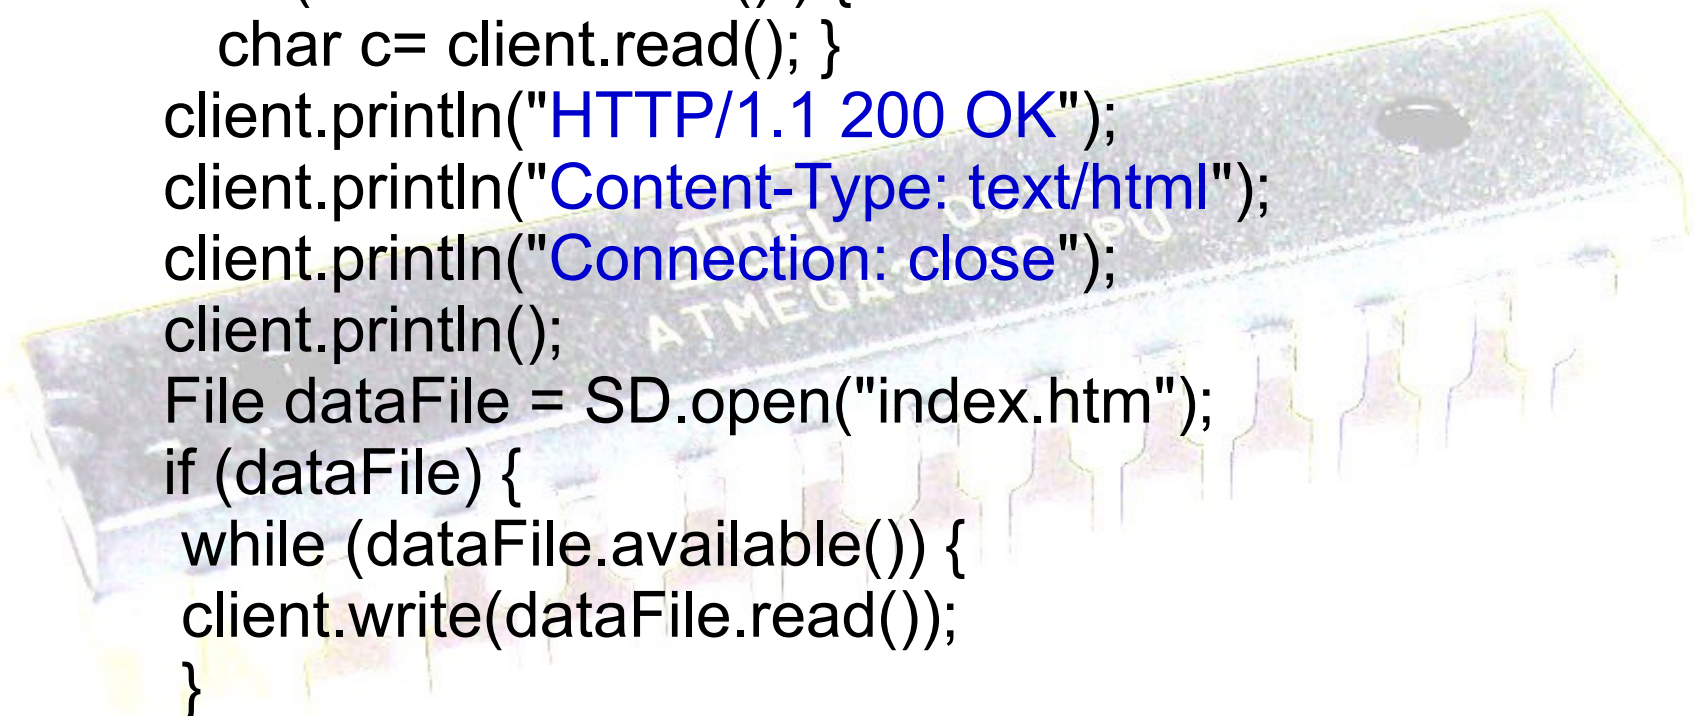 char c= client.read(); }
client.println("HTTP/1.1 200 OK");
client.println("Content-Type: text/html");
client.println("Connection: close");
client.println();
File dataFile = SD.open("index.htm");
if (dataFile) {
while (dataFile.available()) {
client.write(dataFile.read());
}